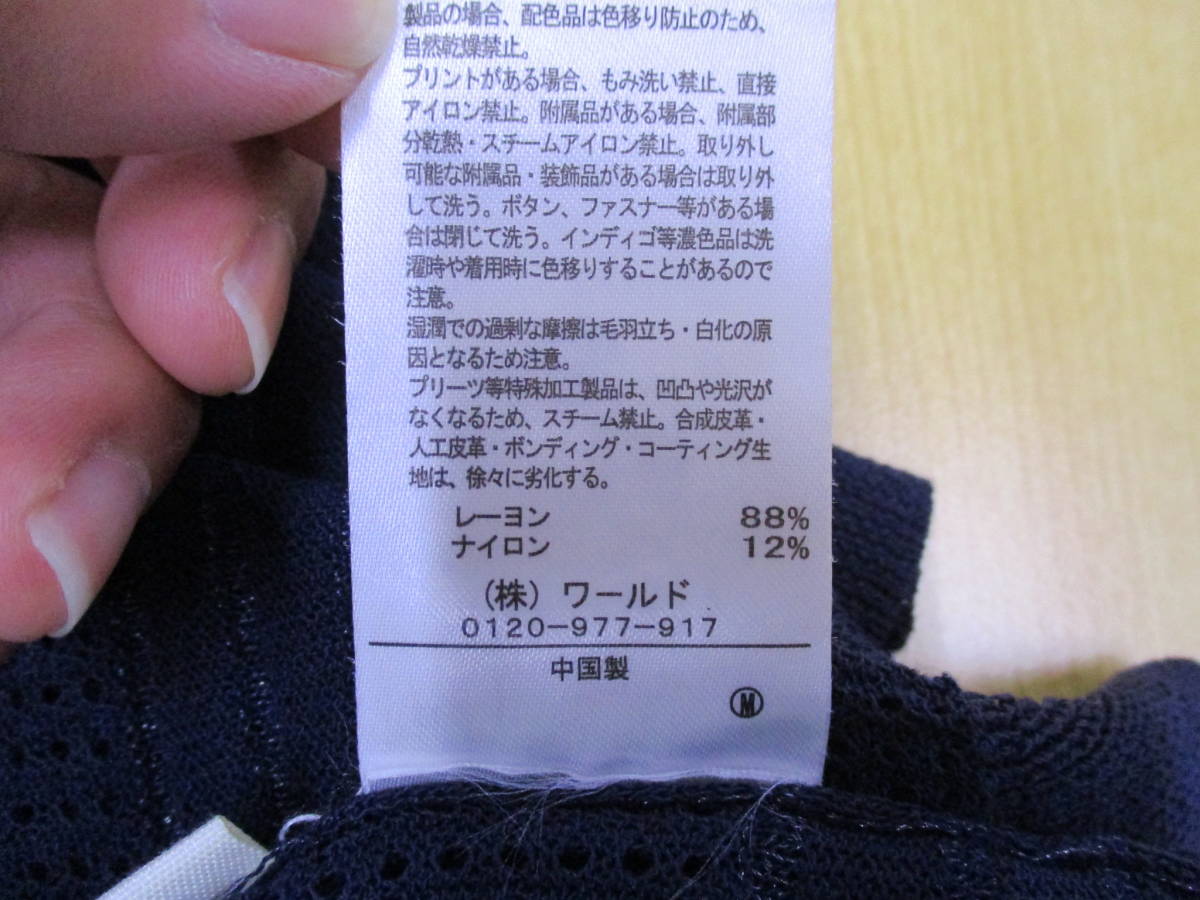 製品の場合、配色品は色移り防止のため、
自然乾燥禁止。
プリントがある場合、もみ洗い禁止、直接
アイロン禁止。附属品がある場合、附属部
分乾熱・スチームアイロン禁止。取り外し
可能な附属品・装飾品がある場合は取り外
して洗う。ボタン、ファスナー等がある場
合は閉じて洗う。インディゴ等濃色品は洗
濯時や着用時に色移りすることがあるので
注意。
湿潤での過剰な摩擦は毛羽立ち・白化の原
因となるため注意。
プリーツ等特殊加工製品は、凹凸や光沢が
なくなるため、スチーム禁止。合成皮革・
人工皮革・ボンディング・コーティング生
地は、徐々に劣化する。
レーヨン 88%
ナイロン 12%
(株) ワールド
0120-977-917
中国製
Ⓜ